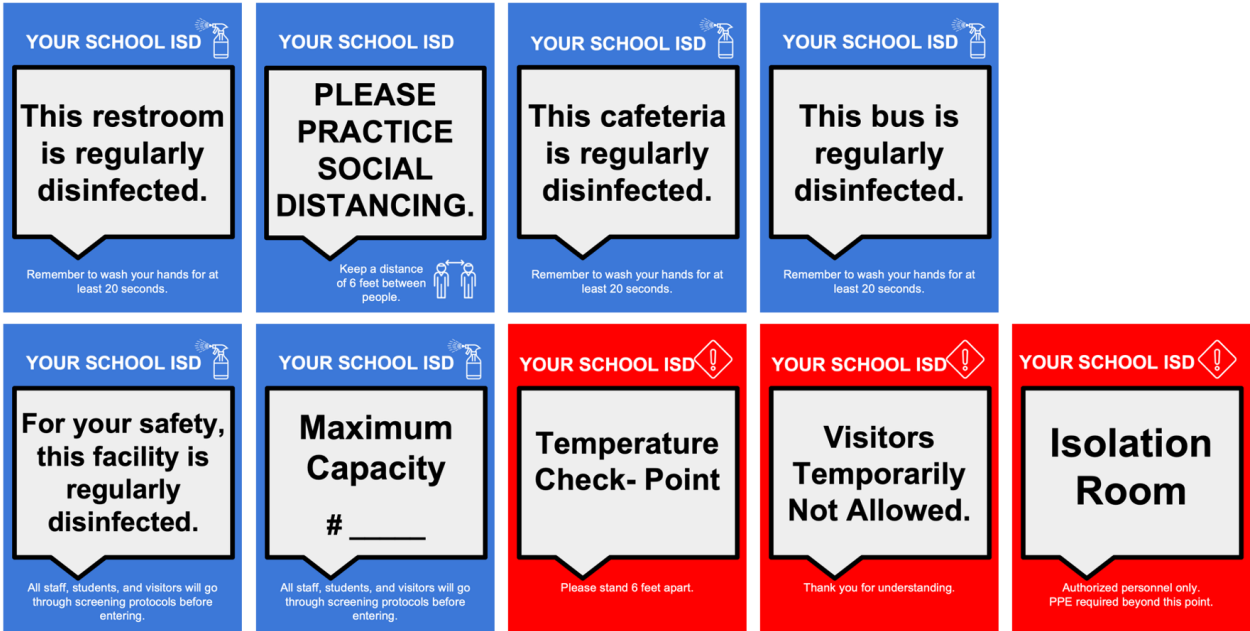 YOUR SCHOOL ISD
This restroom
is regularly
disinfected.
Remember to wash your hands for at
least 20 seconds.
YOUR SCHOOL ISD
PLEASE
PRACTICE
SOCIAL
DISTANCING.
Keep a distance
of 6 feet between
people.
YOUR SCHOOL ISD
This cafeteria
is regularly
disinfected.
Remember to wash your hands for at
least 20 seconds.
YOUR SCHOOL ISD
This bus is
regularly
disinfected.
Remember to wash your hands for at
least 20 seconds.
YOUR SCHOOL ISD
For your safety,
this facility is
regularly
disinfected.
All staff, students, and visitors will go
through screening protocols before
entering.
YOUR SCHOOL ISD
Maximum
Capacity
# _____
All staff, students, and visitors will go
through screening protocols before
entering.
YOUR SCHOOL ISD
Temperature
Check- Point
Please stand 6 feet apart.
YOUR SCHOOL ISD
Visitors
Temporarily
Not Allowed.
Thank you for understanding.
YOUR SCHOOL ISD
Isolation
Room
Authorized personnel only.
PPE required beyond this point.